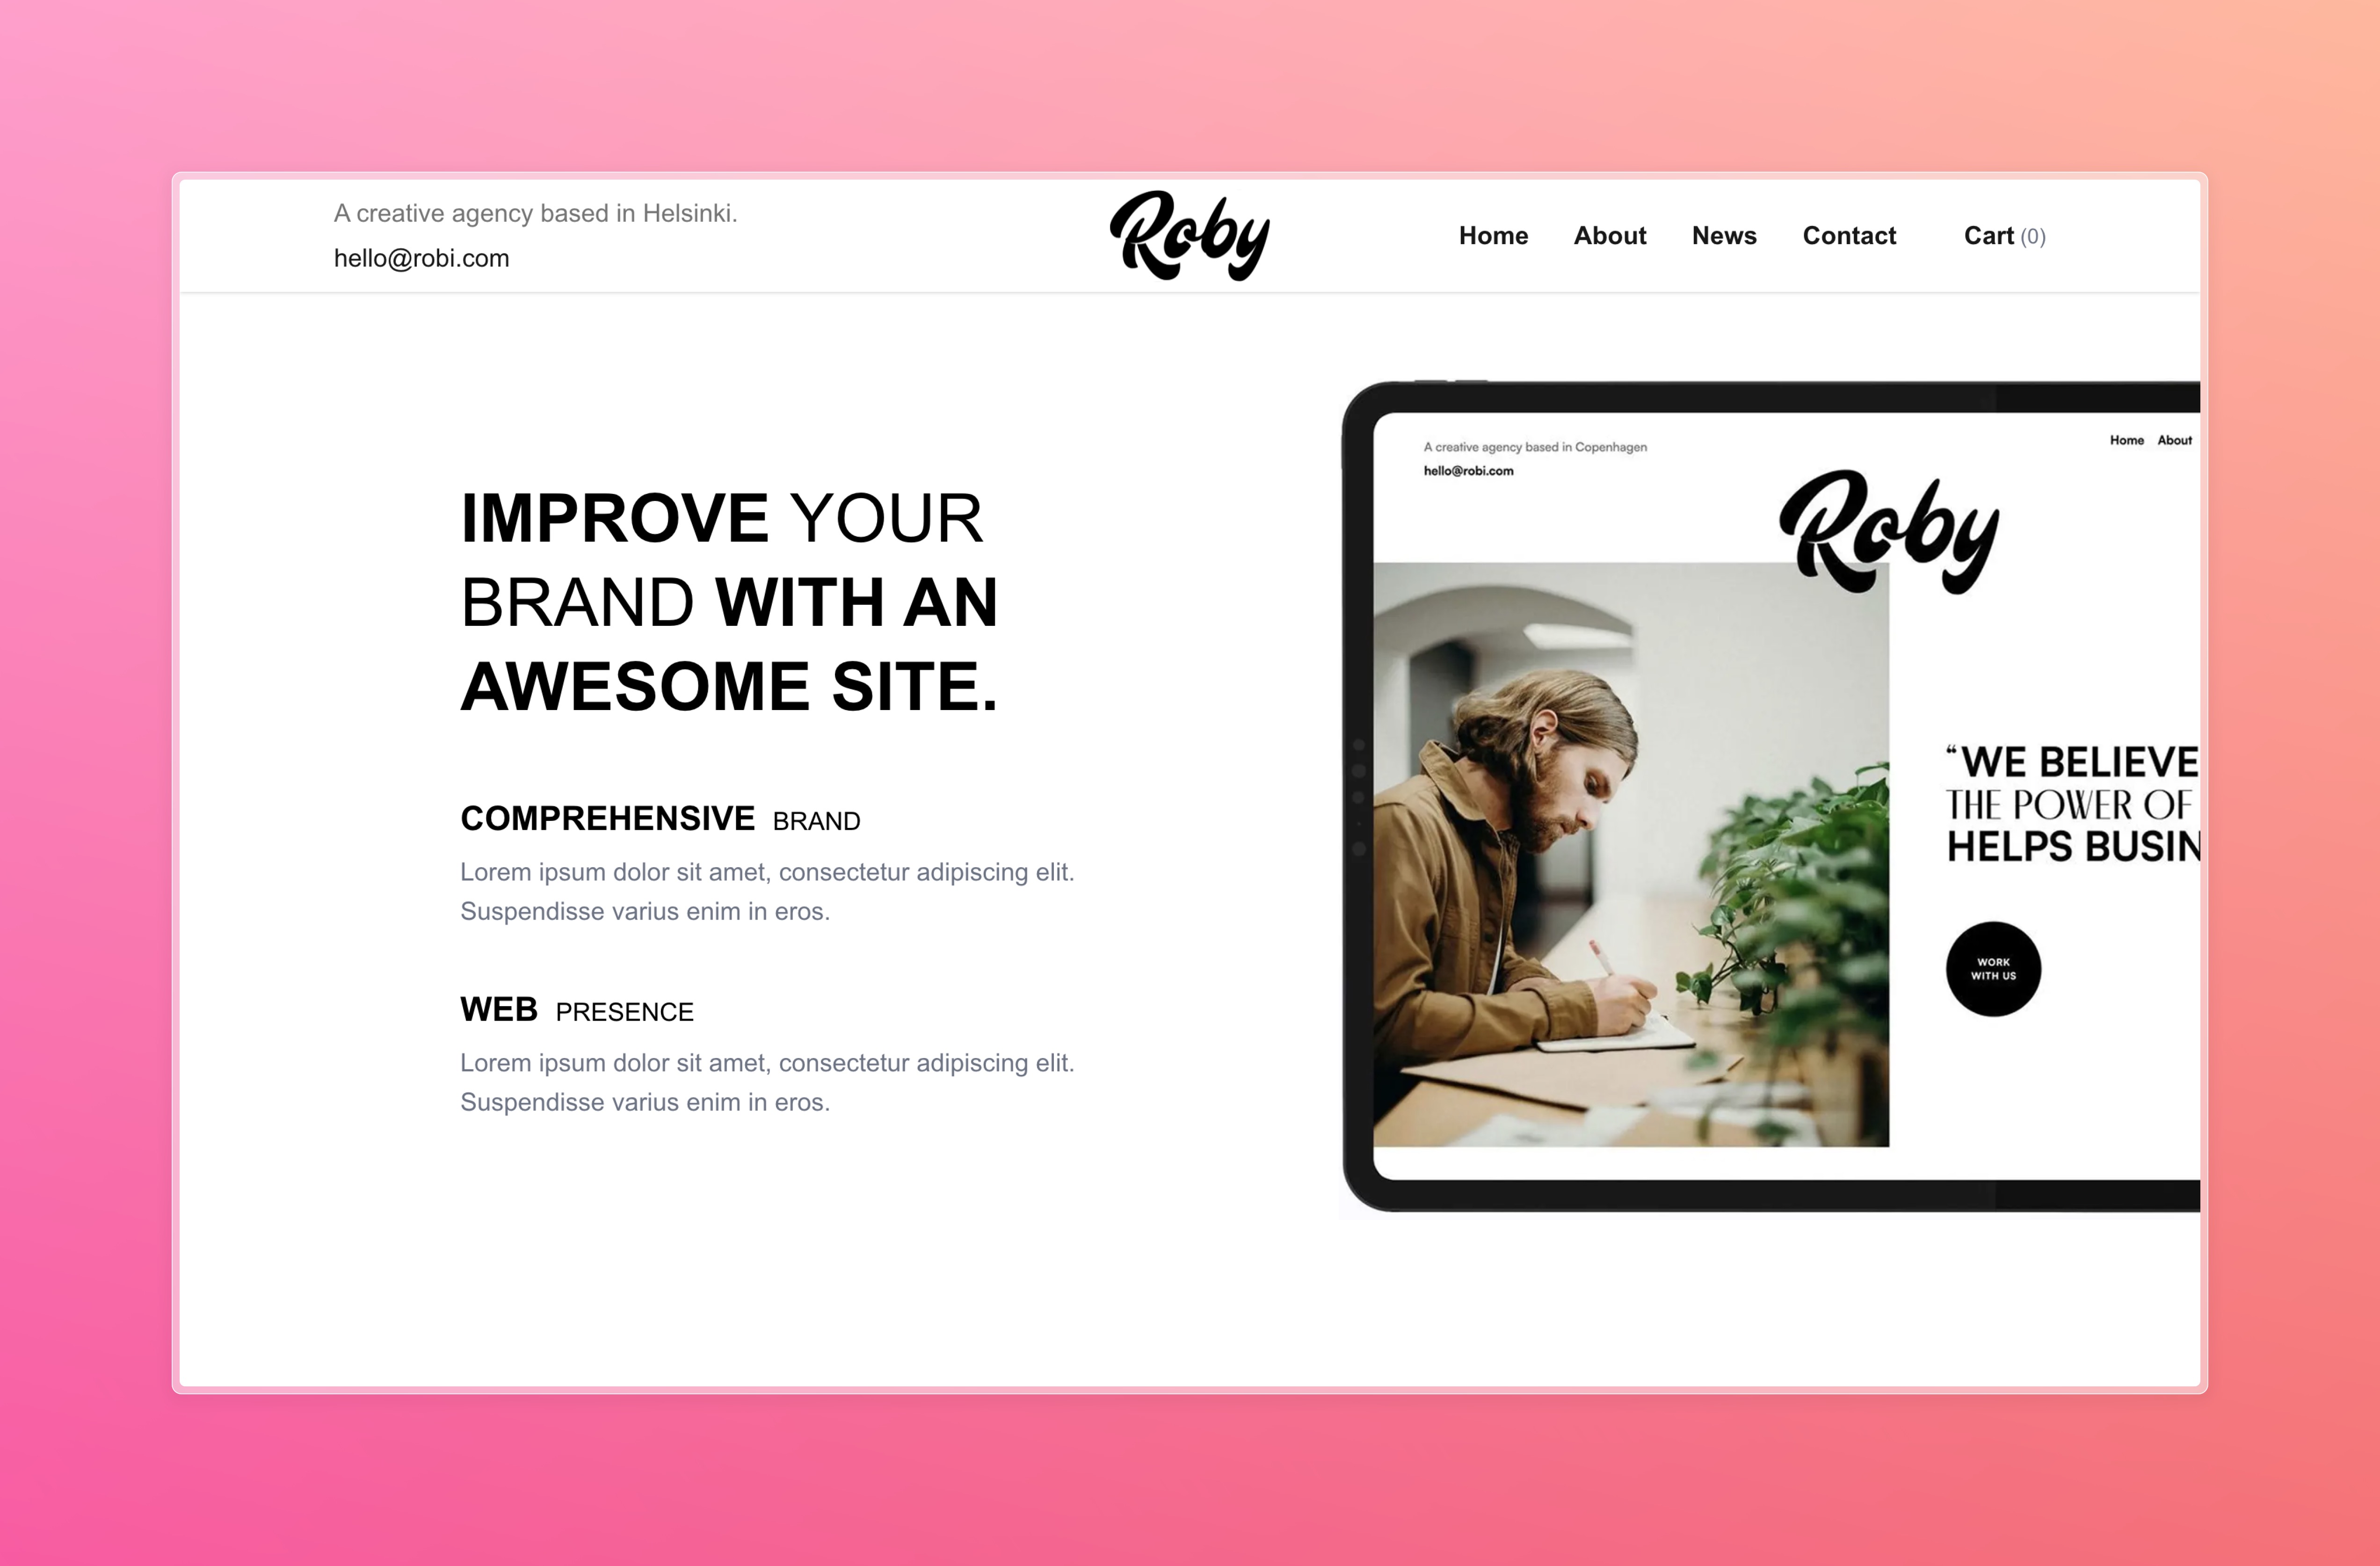 A creative agency based in Helsinki.
hello@robi.com
Roby
Home About News Contact Cart (0)
IMPROVE YOUR
BRAND WITH AN
AWESOME SITE.
COMPREHENSIVE BRAND
Lorem ipsum dolor sit amet, consectetur adipiscing elit.
Suspendisse varius enim in eros.
WEB PRESENCE
Lorem ipsum dolor sit amet, consectetur adipiscing elit.
Suspendisse varius enim in eros.
A creative agency based in Copenhagen
hello@robi.com
Home About
Roby
“WE BELIEVE
THE POWER OF
HELPS BUSIN
WORK
WITH US